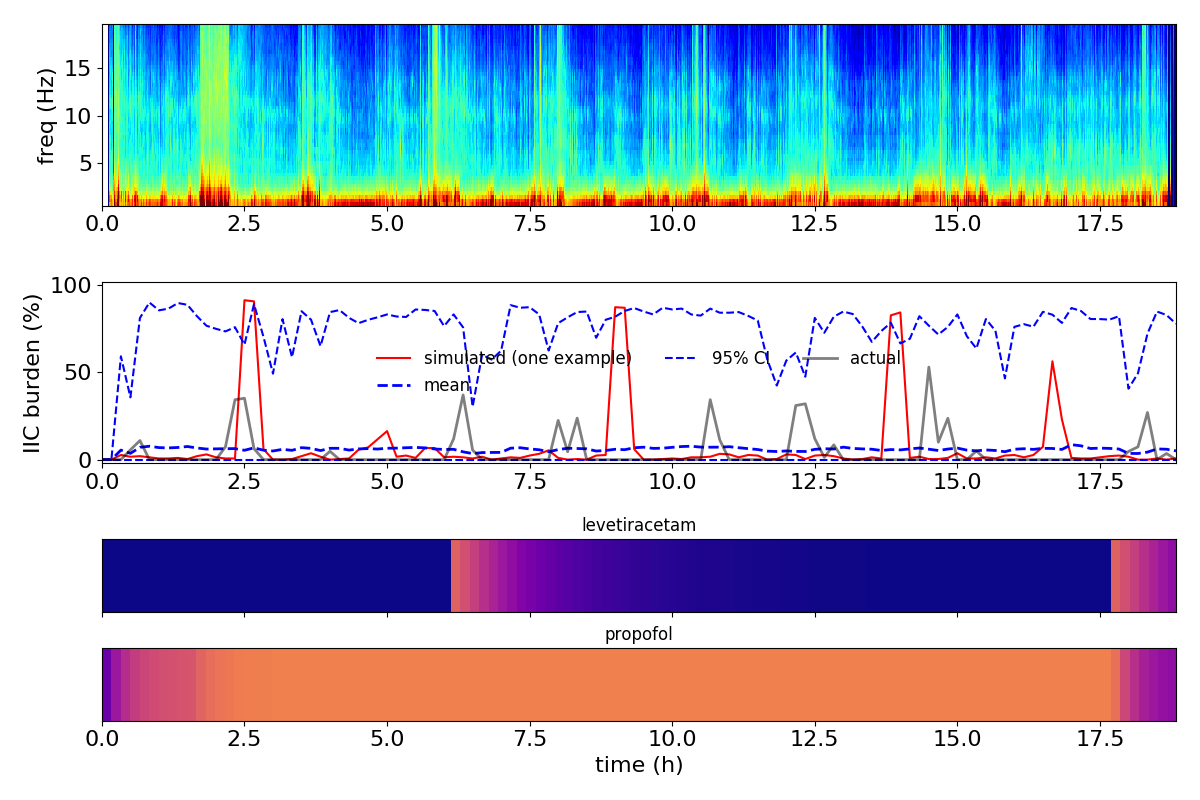 15
10
5
freq (Hz)
0.0 2.5 5.0 7.5 10.0 12.5 15.0 17.5
100
50
0
IIC burden (%)
simulated (one example) 95% CI actual
mean
0.0 2.5 5.0 7.5 10.0 12.5 15.0 17.5
levetiracetam
propofol
0.0 2.5 5.0 7.5 10.0 12.5 15.0 17.5
time (h)